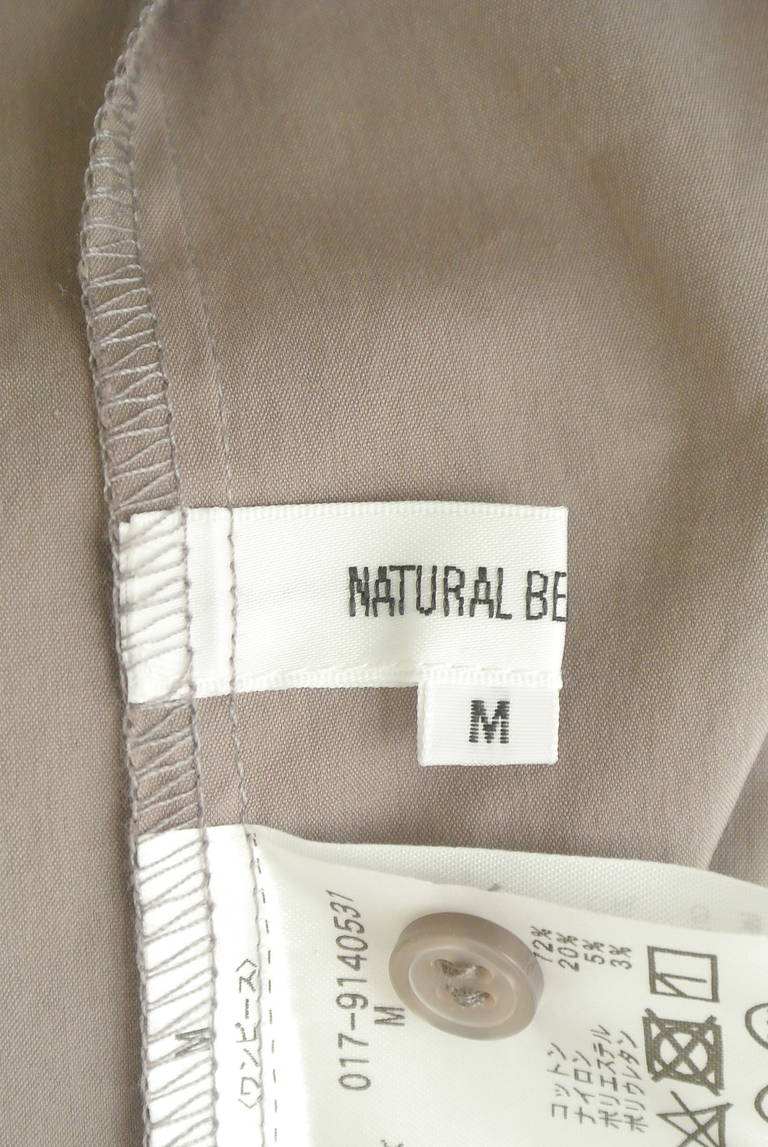 NATURAL BE
M
M
〈ワンピース〉
017-9140531
M
コットン 72%
ナイロン 20%
ポリエステル 5%
ポリウレタン 3%